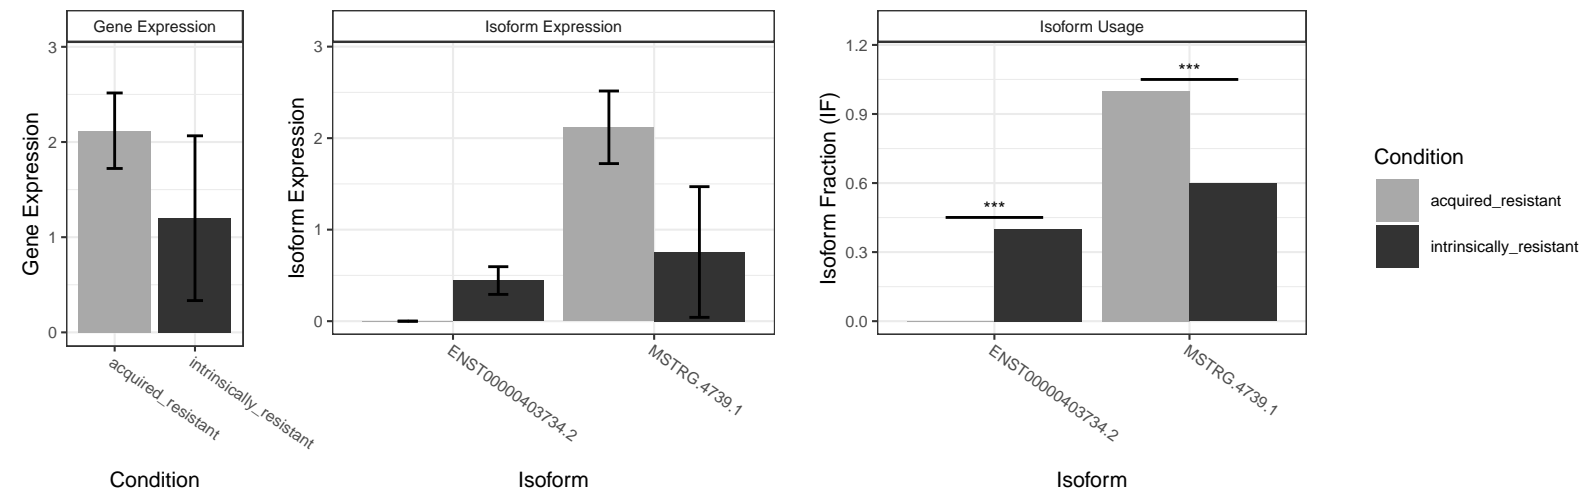 Gene Expression
Isoform Expression
Isoform Usage
Gene Expression
3
2
1
0
acquired_resistant
intrinsically_resistant
Condition
Isoform Expression
3
2
1
0
ENST00000403734.2
MSTRG.4739.1
Isoform
Isoform Fraction (IF)
1.2
0.9
0.6
0.3
0.0
***
***
ENST00000403734.2
MSTRG.4739.1
Isoform
Condition
acquired_resistant
intrinsically_resistant